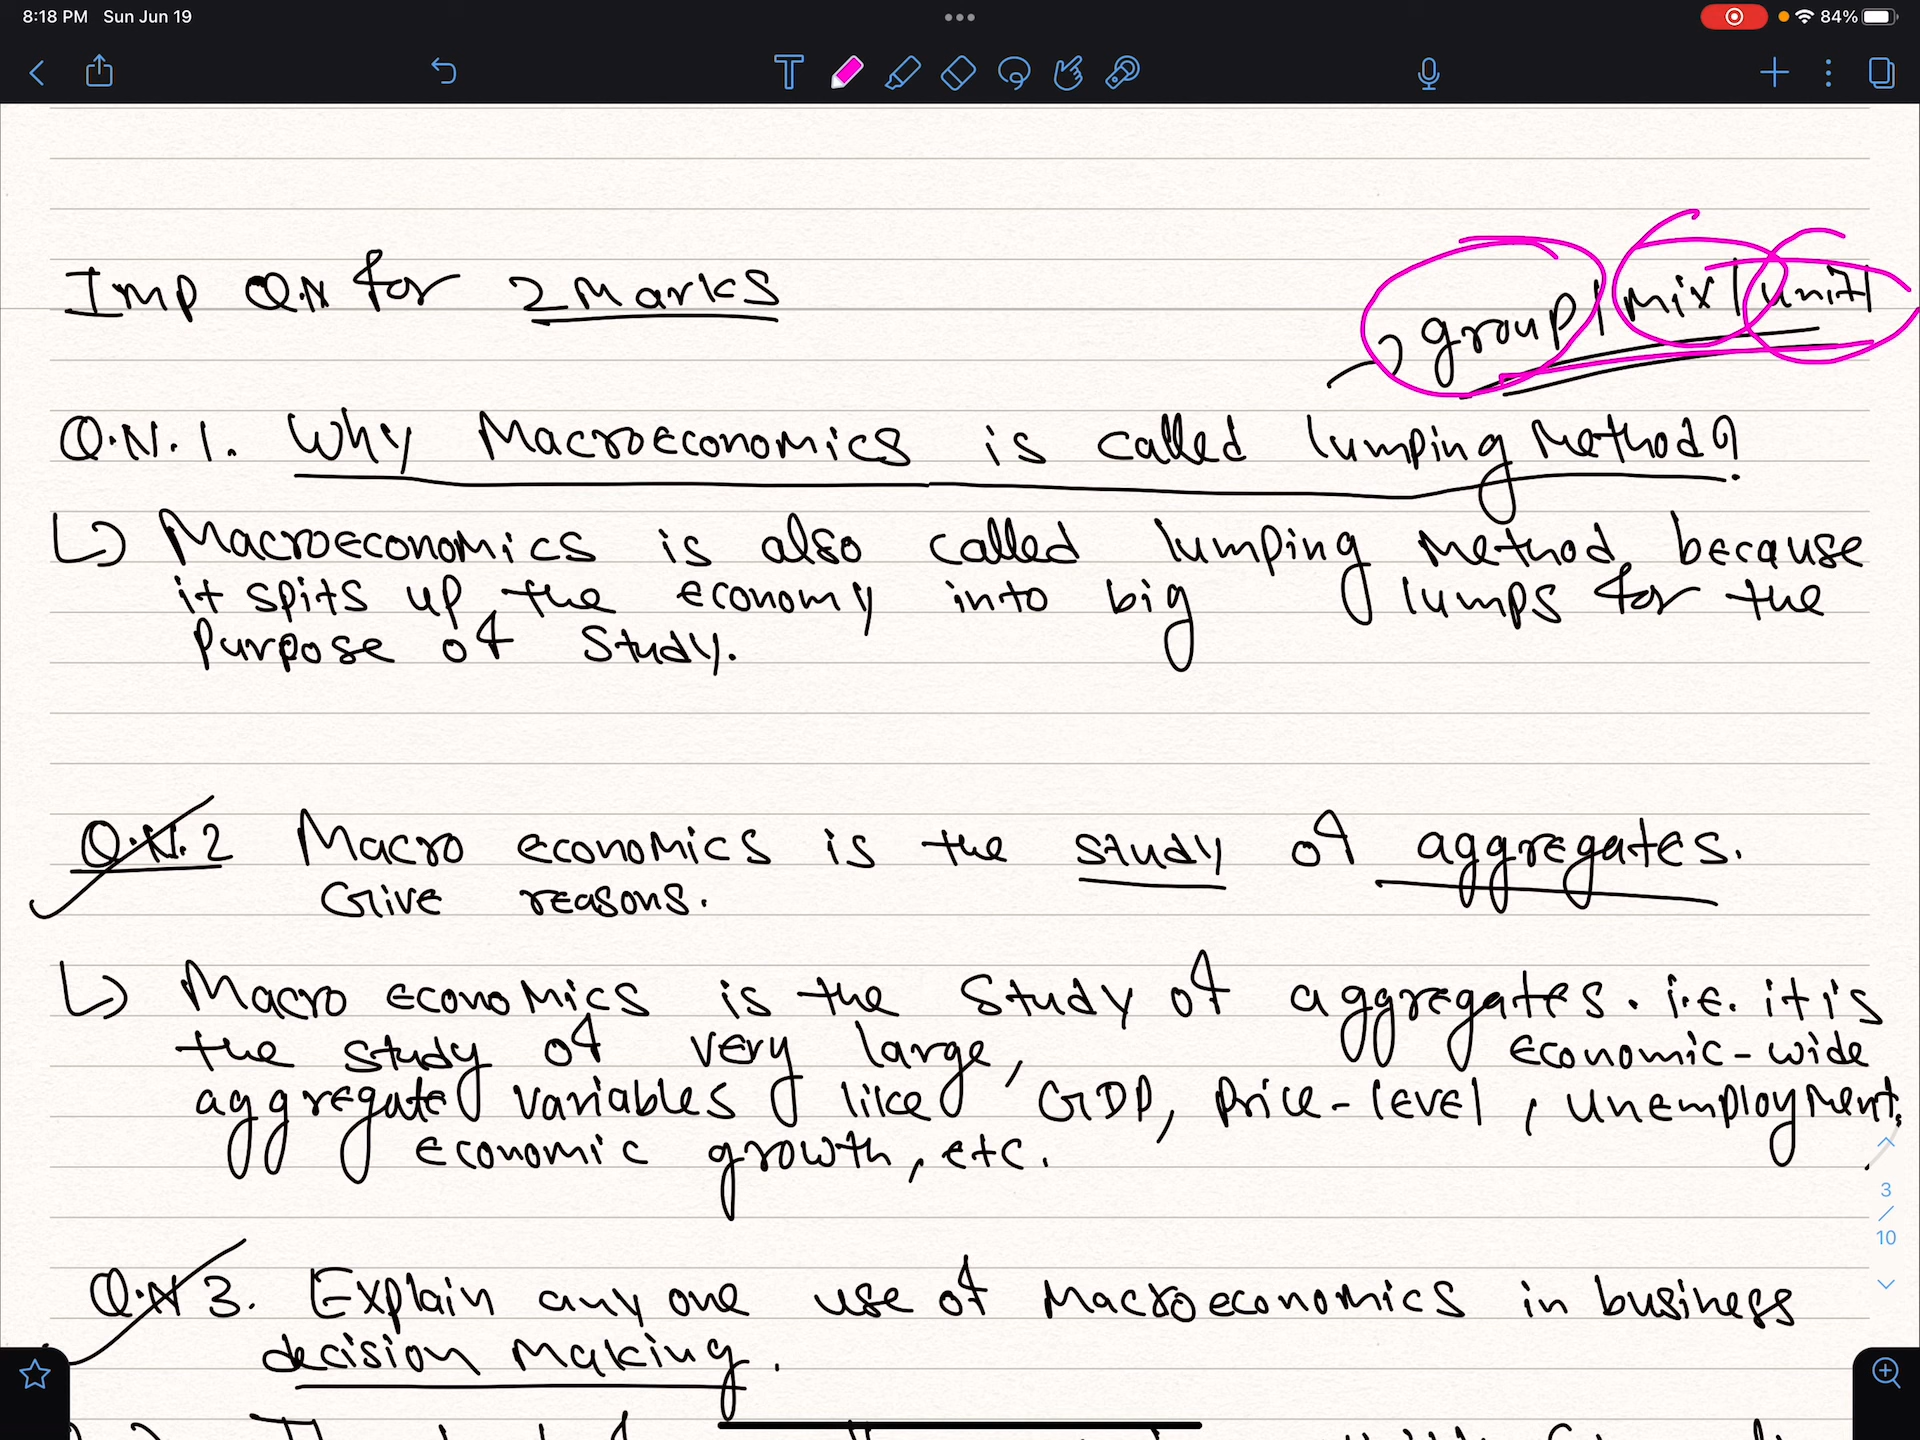 8:18 PM Sun Jun 19
84%
Imp Q.N for 2 Marks
group/mix/unit/
Q.N.1. Why Macroeconomics is called lumping Method?
Macroeconomics is also called lumping Method because
it spits up the economy into big lumps for the
Purpose of Study.
Q.N.2 Macro economics is the study of aggregates.
Give reasons.
Macro economics is the study of aggregates. i.e. it is
the study of very large, economic-wide
aggregate variables like GDP, Price-level, unemployment,
economic growth, etc.
3
/
10
Q.N 3. Explain any one use of Macroeconomics in business
decision making.